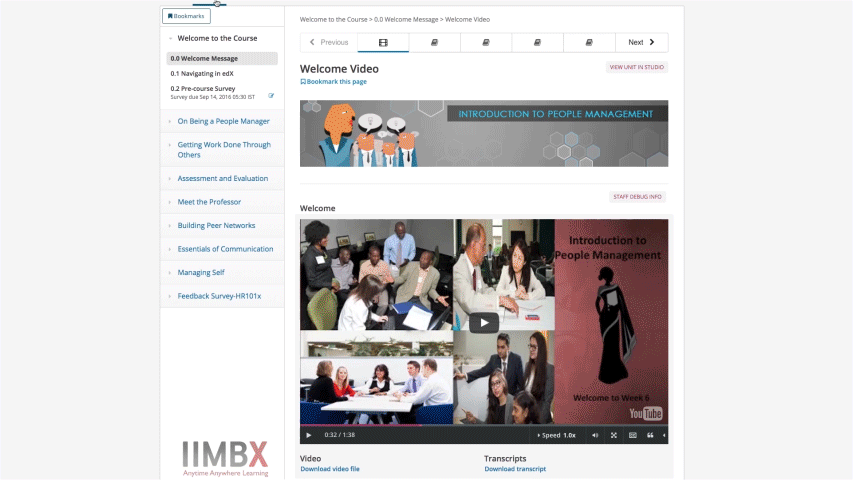 Bookmarks
Welcome to the Course
0.0 Welcome Message
0.1 Navigating in edX
0.2 Pre-course Survey
Survey due Sep 14, 2016 05:30 IST
On Being a People Manager
Getting Work Done Through
Others
Assessment and Evaluation
Meet the Professor
Building Peer Networks
Essentials of Communication
Managing Self
Feedback Survey-HR101x
IIMBX
Anytime Anywhere Learning
Welcome to the Course > 0.0 Welcome Message > Welcome Video
Previous
Next
Welcome Video
VIEW UNIT IN STUDIO
Bookmark this page
INTRODUCTION TO PEOPLE MANAGEMENT
STAFF DEBUG INFO
Welcome
Introduction to
People Management
Welcome to Week 6
YouTube
0:32 / 1:38
Speed 1.0x
Video
Download video file
Transcripts
Download transcript